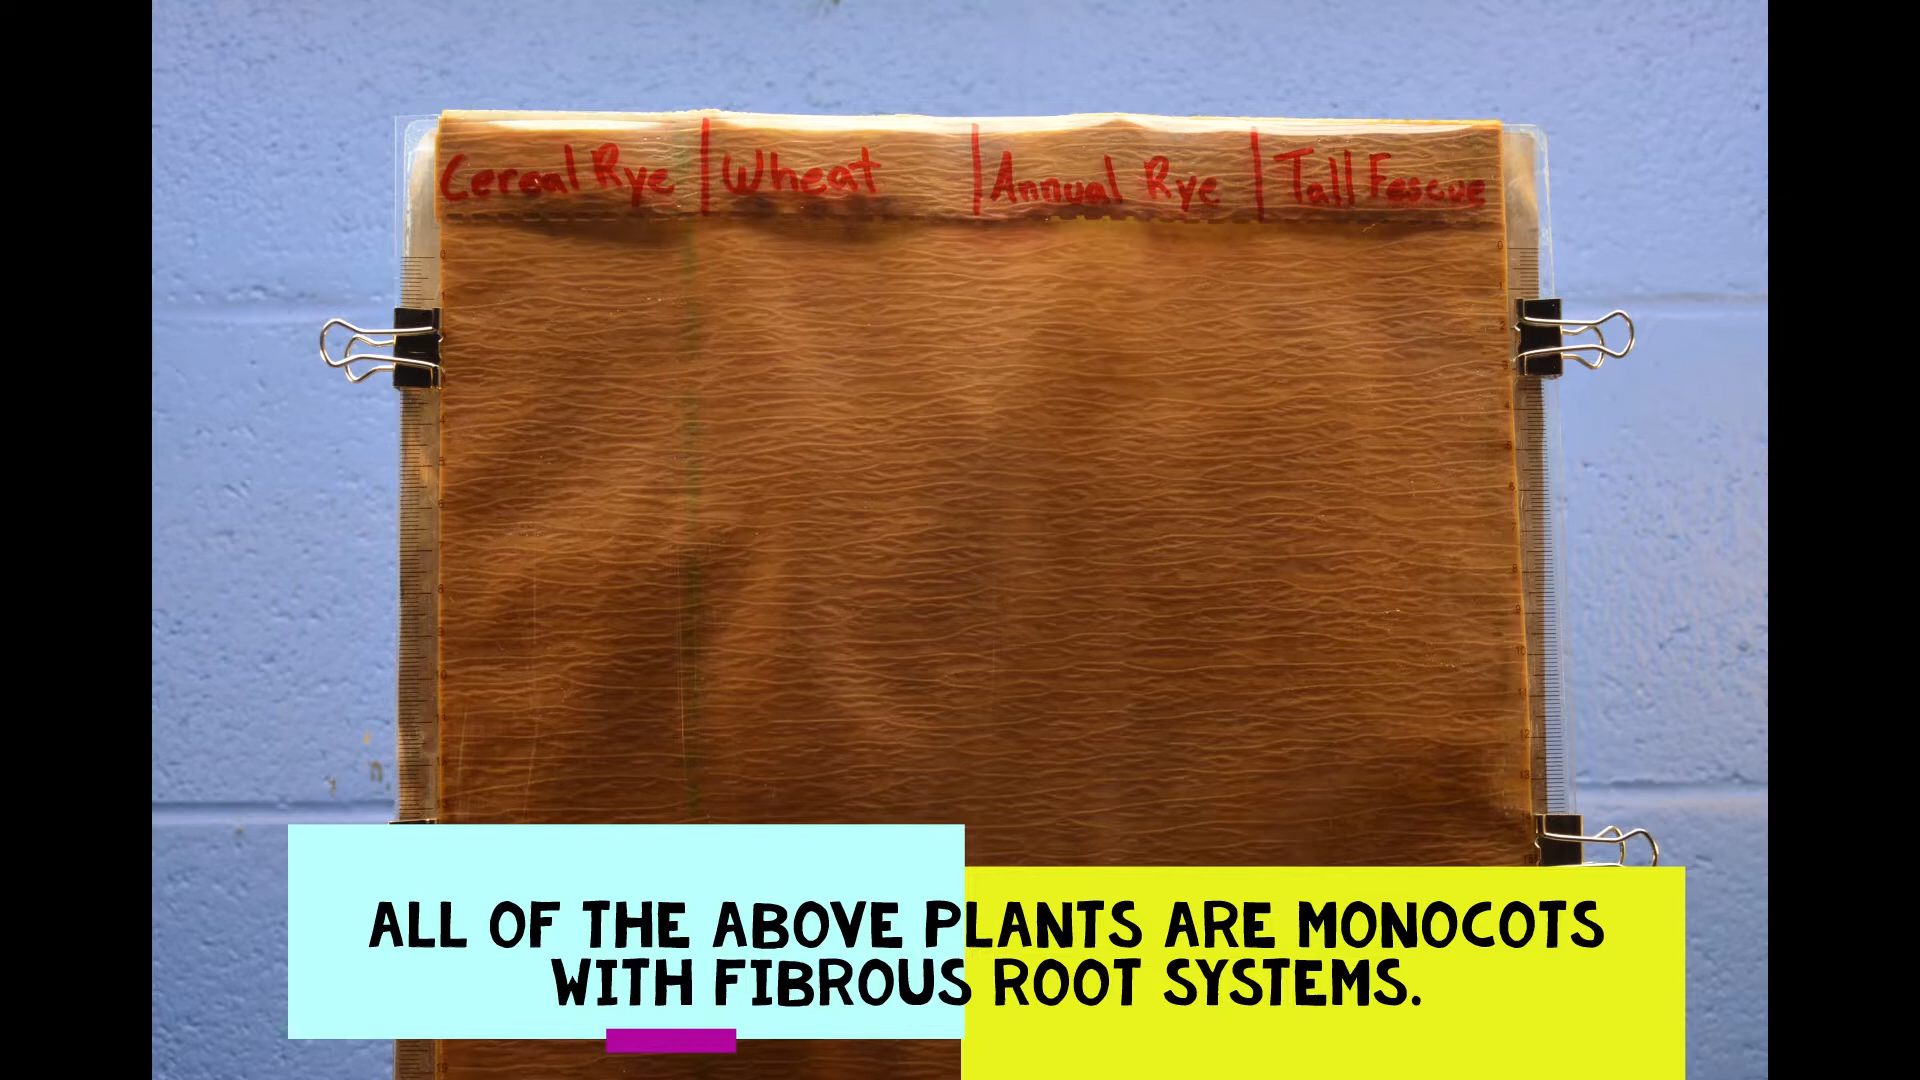 Cereal Rye | Wheat | Annual Rye | Tall Fescue
ALL OF THE ABOVE PLANTS ARE MONOCOTS
WITH FIBROUS ROOT SYSTEMS.